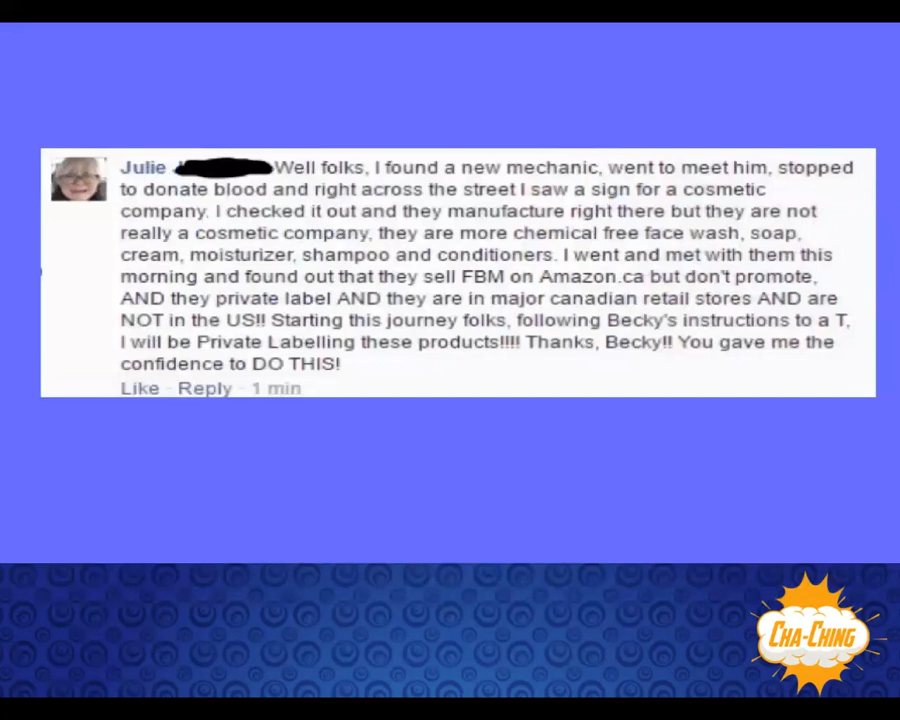 Julie Well folks, I found a new mechanic, went to meet him, stopped
to donate blood and right across the street I saw a sign for a cosmetic
company. I checked it out and they manufacture right there but they are not
really a cosmetic company, they are more chemical free face wash, soap,
cream, moisturizer, shampoo and conditioners. I went and met with them this
morning and found out that they sell FBM on Amazon.ca but don't promote,
AND they private label AND they are in major canadian retail stores AND are
NOT in the US!! Starting this journey folks, following Becky's instructions to a T,
I will be Private Labelling these products!!!! Thanks, Becky!! You gave me the
confidence to DO THIS!
Like · Reply · 1 min
CHA-CHING